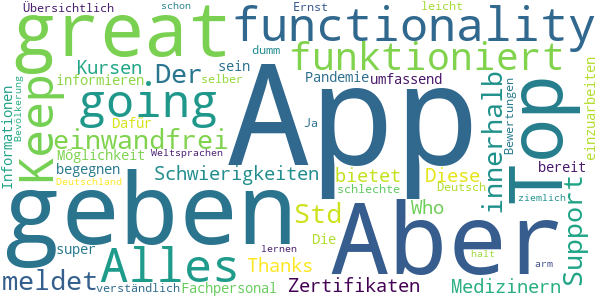 Übersichtlich schon Ernst leicht
great functionality
dumm
Keep Kursen .Der sein funktioniert
informieren selber Pandemie umfassend
Informationen Bevölkerung
going App Top
Dafür Ja innerhalb Bewertungen einzuarbeiten
einwandfrei
Möglichkeit Weltsprachen
begegnen Schwierigkeiten bietet Diese bereit
Deutschland schlechte Deutsch
geben Std Who ziemlich
Die Aber Support
super lernen
Alles Thanks halt arm
meldet verständlich Fachpersonal Zertifikaten Medizinern